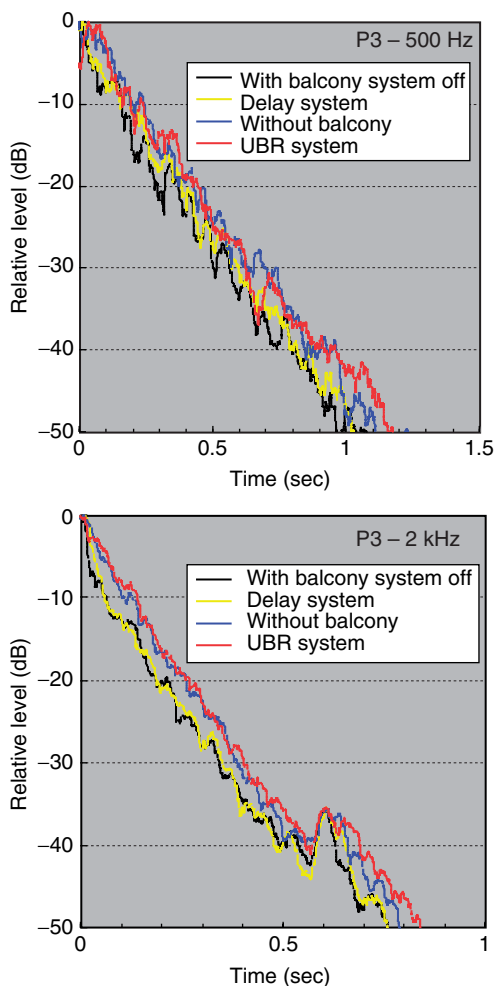 P3 – 500 Hz
With balcony system off
Delay system
Without balcony
UBR system
Relative level (dB)
0
–10
–20
–30
–40
–50
0 0.5 1 1.5
Time (sec)
P3 – 2 kHz
With balcony system off
Delay system
Without balcony
UBR system
Relative level (dB)
0
–10
–20
–30
–40
–50
0 0.5 1
Time (sec)